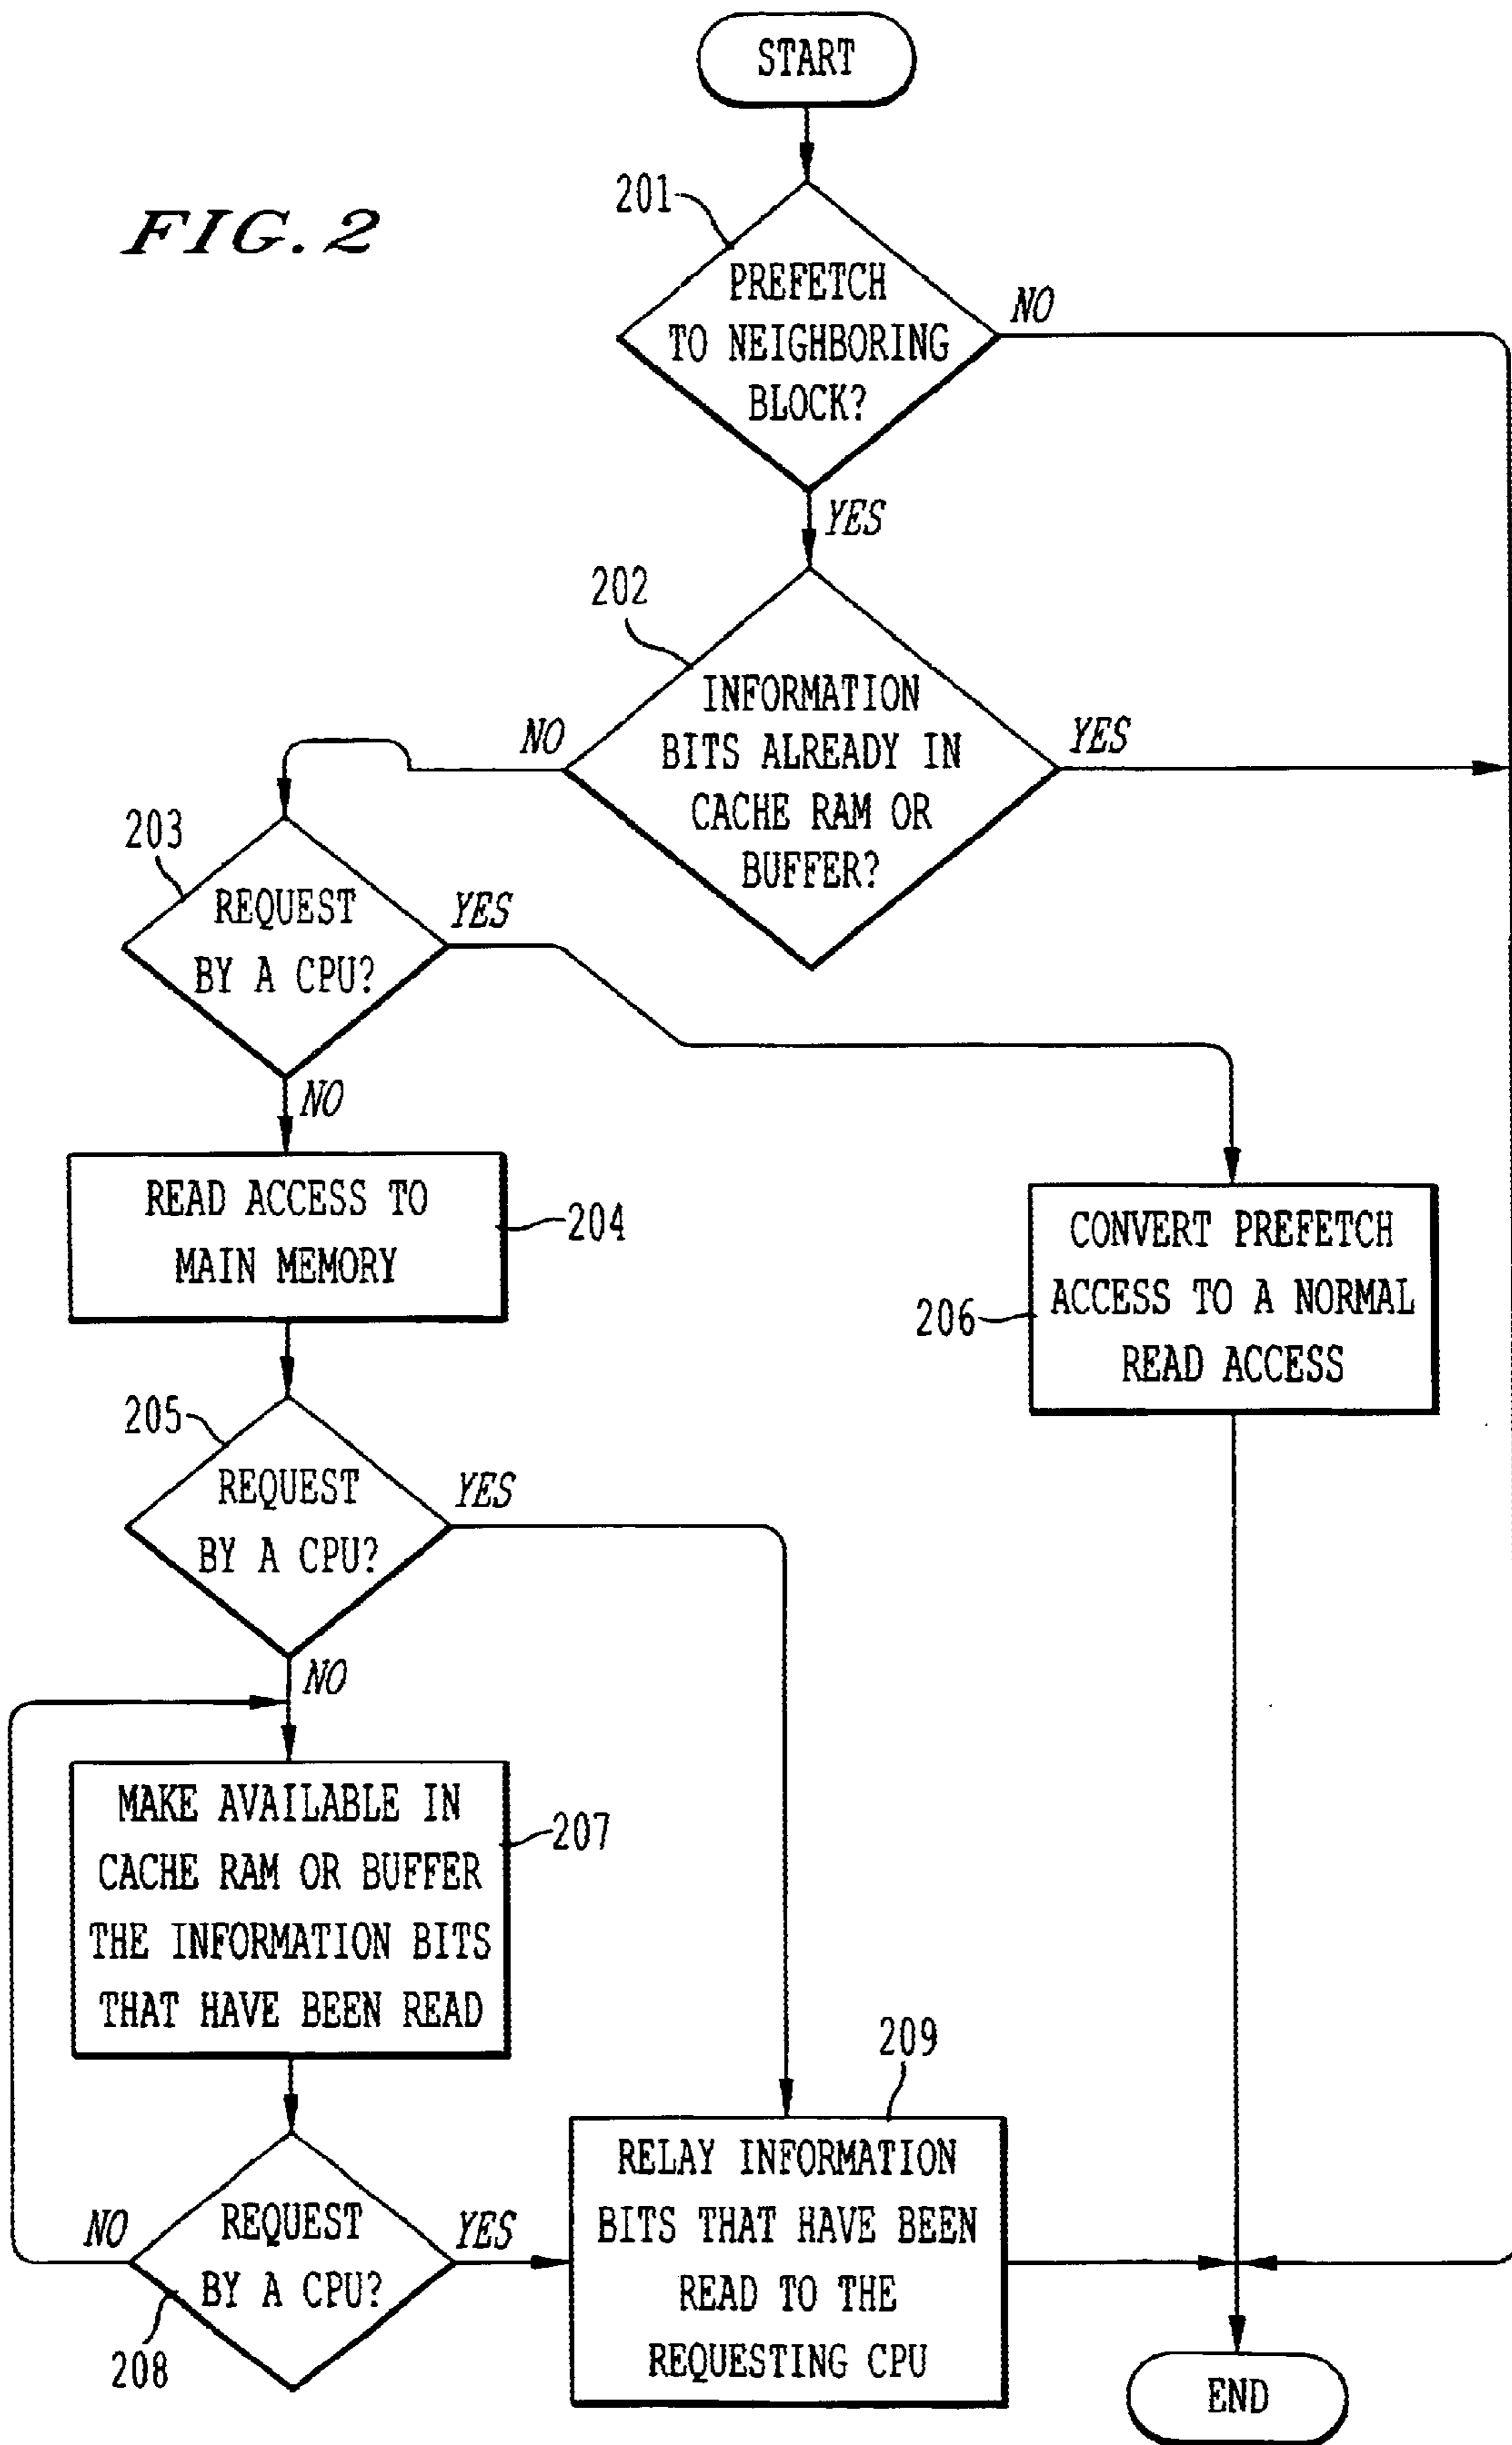 START
FIG. 2
201
PREFETCH
TO NEIGHBORING
BLOCK?
NO
YES
202
INFORMATION
BITS ALREADY IN
CACHE RAM OR
BUFFER?
NO
YES
203
REQUEST
BY A CPU?
YES
NO
READ ACCESS TO
MAIN MEMORY
204
CONVERT PREFETCH
ACCESS TO A NORMAL
READ ACCESS
206
205
REQUEST
BY A CPU?
YES
NO
MAKE AVAILABLE IN
CACHE RAM OR BUFFER
THE INFORMATION BITS
THAT HAVE BEEN READ
207
209
RELAY INFORMATION
BITS THAT HAVE BEEN
READ TO THE
REQUESTING CPU
NO
REQUEST
BY A CPU?
YES
208
END